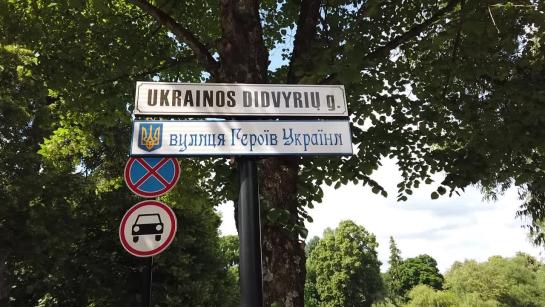 UKRAINOS DIDVYRIŲ g.
вулиця Героїв України